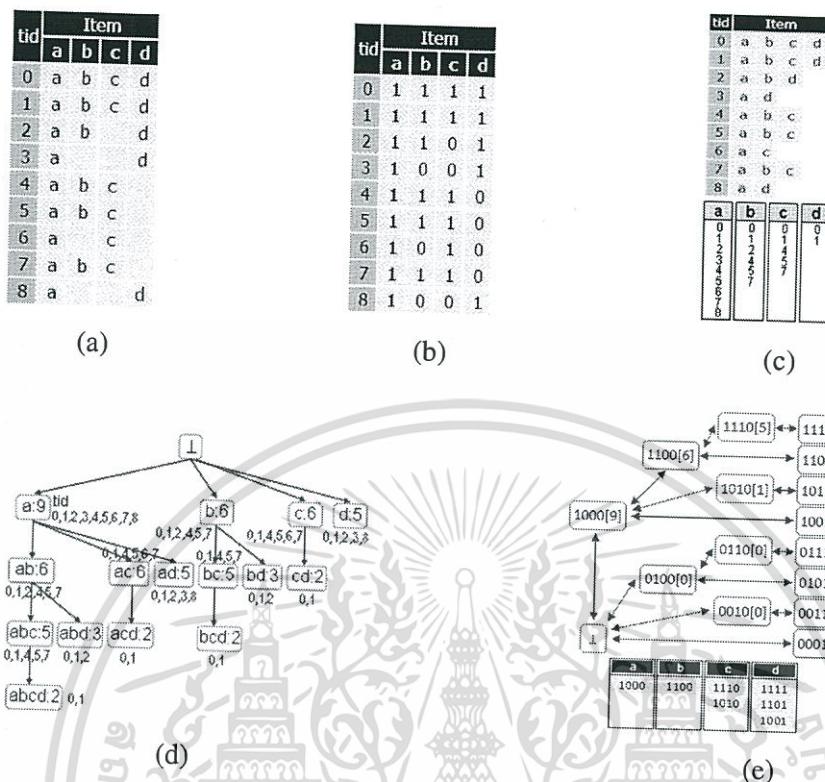 tid Item
a b c d
0 a b c d
1 a b c d
2 a b d
3 a d
4 a b c
5 a b c
6 a c
7 a b c
8 a d
(a)
tid Item
a b c d
0 1 1 1 1
1 1 1 1 1
2 1 1 0 1
3 1 0 0 1
4 1 1 1 0
5 1 1 1 0
6 1 0 1 0
7 1 1 1 0
8 1 0 0 1
(b)
tid Item
0 a b c d
1 a b c d
2 a b d
3 a d
4 a b c
5 a b c
6 a c
7 a b c
8 a d
a b c d
0 0 0 0
1 1 1 1
2 2 4
3 4 5
4 5 7
5 7
6
7
8
(c)
⊥
a:9 tid
0,1,2,3,4,5,6,7,8
b:6
0,1,2,4,5,7
c:6
0,1,4,5,6,7
d:5
0,1,2,3,8
ab:6
0,1,2,4,5,7
0,1,4,5,6,7
ac:6
ad:5
0,1,2,3,8
0,1,4,5,7
bc:5
bd:3
0,1,2
cd:2
0,1
abc:5
0,1,4,5,7
abd:3
0,1,2
acd:2
0,1
bcd:2
0,1
abcd:2 0,1
(d)
1110[5]
1100[6]
1010[1]
1000[9]
0110[0]
0100[0]
0101
0010[0]
0001
⊥
a b c d
1000 1100 1110 1111
1010 1101
1001
(e)